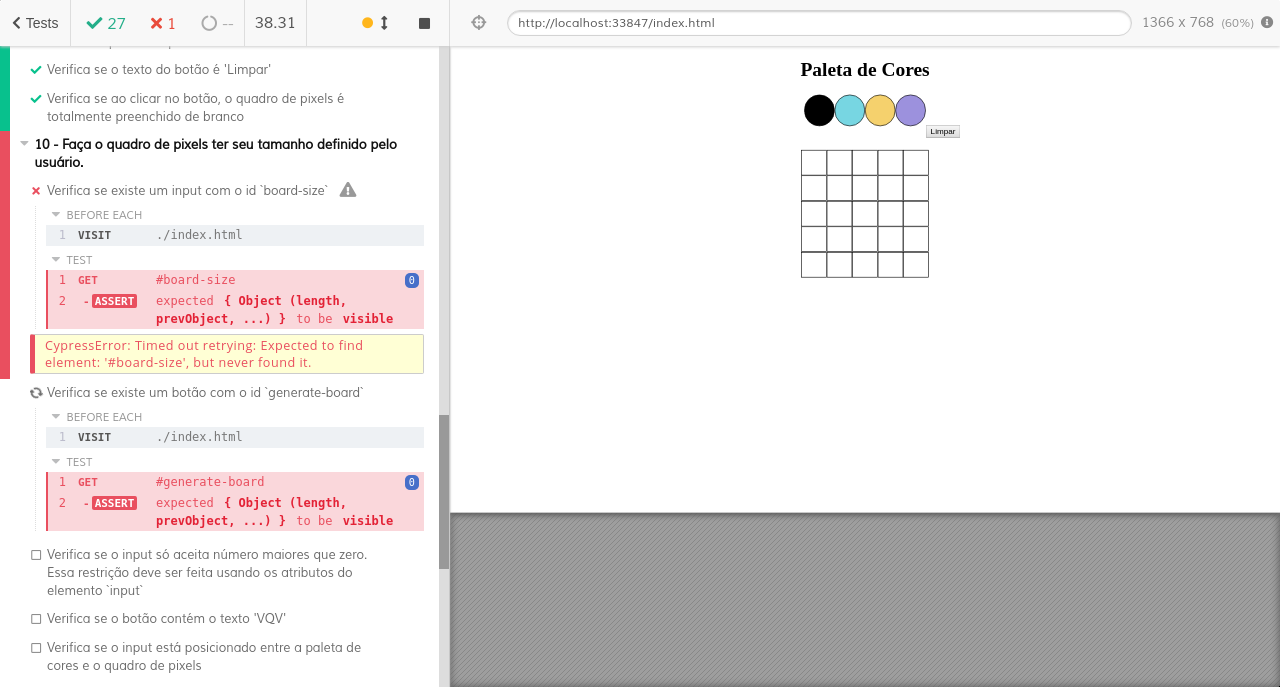 Tests
27
1
--
38.31
http://localhost:33847/index.html
1366 x 768 (60%)
Verifica se o texto do botão é 'Limpar'
Verifica se ao clicar no botão, o quadro de pixels é
totalmente preenchido de branco
10 - Faça o quadro de pixels ter seu tamanho definido pelo
usuário.
Verifica se existe um input com o id `board-size`
BEFORE EACH
1 VISIT ./index.html
TEST
1 GET #board-size 0
2 - ASSERT expected { Object (length,
prevObject, ...) } to be visible
CypressError: Timed out retrying: Expected to find
element: '#board-size', but never found it.
Verifica se existe um botão com o id `generate-board`
BEFORE EACH
1 VISIT ./index.html
TEST
1 GET #generate-board 0
2 - ASSERT expected { Object (length,
prevObject, ...) } to be visible
Verifica se o input só aceita número maiores que zero.
Essa restrição deve ser feita usando os atributos do
elemento `input`
Verifica se o botão contém o texto 'VQV'
Verifica se o input está posicionado entre a paleta de
cores e o quadro de pixels
Paleta de Cores
Limpar